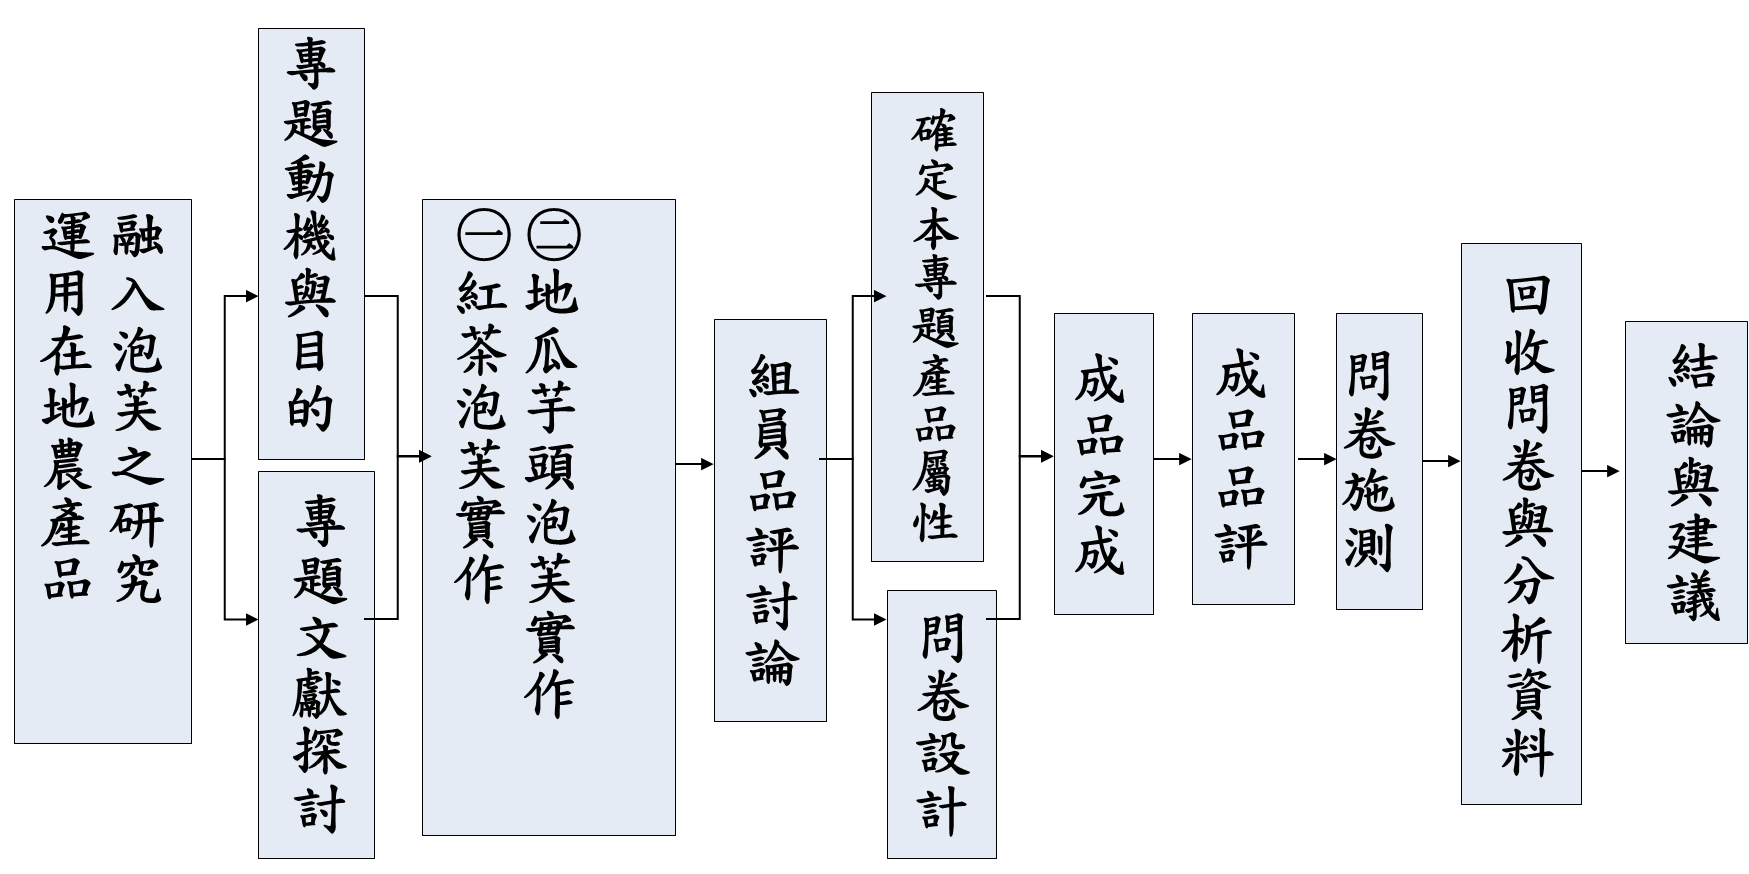 運用在地農產品
融入泡芙之研究
專題動機與目的
專題文獻探討
㊀紅茶泡芙實作
㊁地瓜芋頭泡芙實作
組員品評討論
確定本專題產品屬性
問卷設計
成品完成
成品品評
問卷施測
回收問卷與分析資料
結論與建議